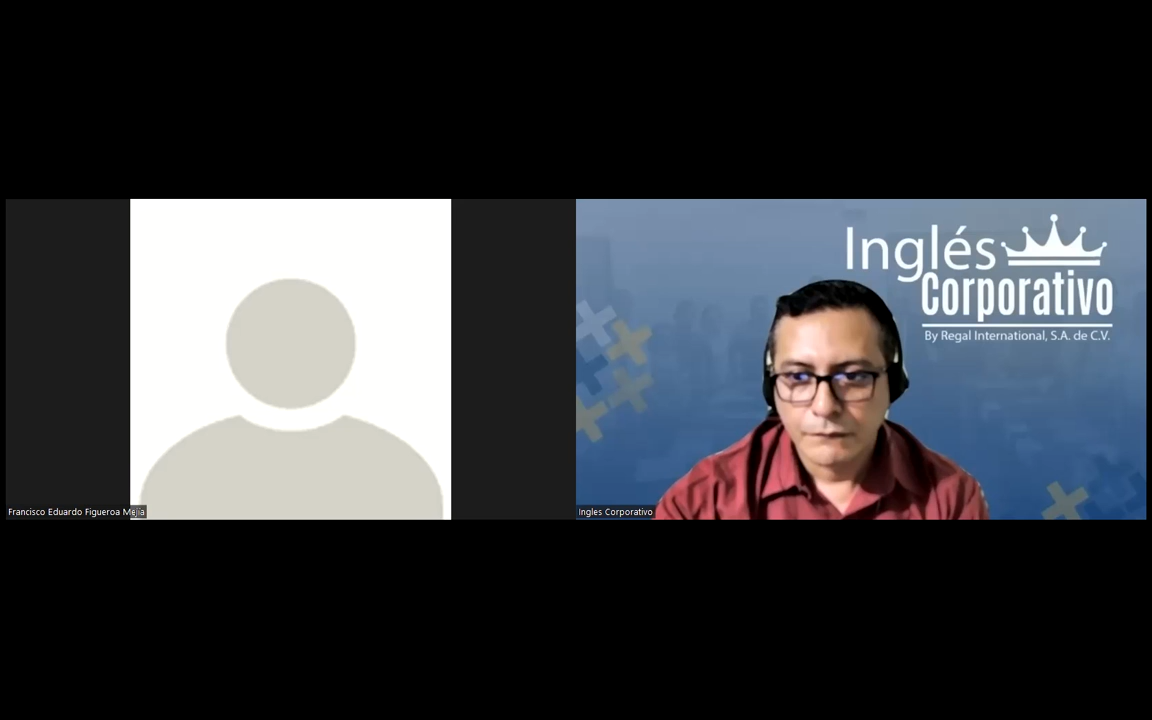 Inglés
Corporativo
By Regal International, S.A. de C.V.
Francisco Eduardo Figueroa Mejía
Ingles Corporativo